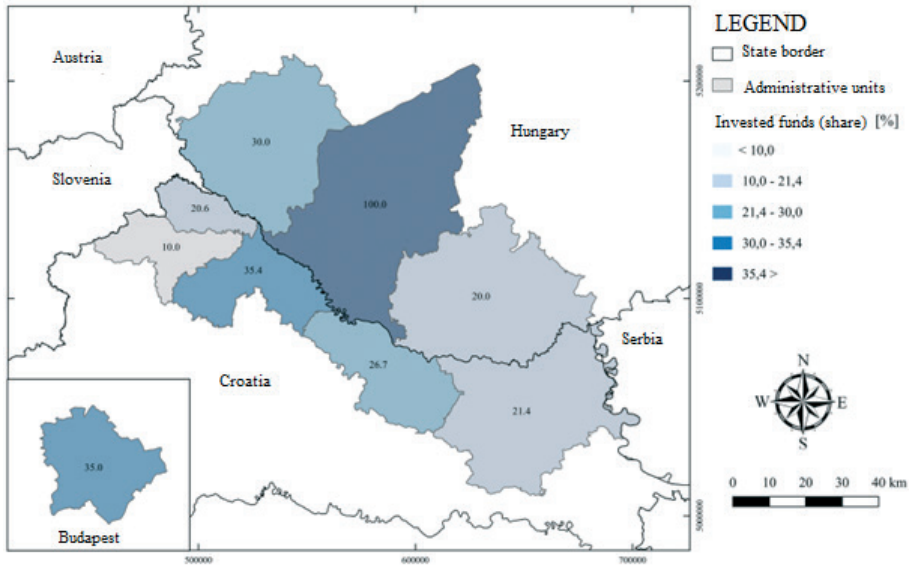 Austria
Slovenia
Hungary
Croatia
Serbia
30.0
100.0
20.6
10.0
35.4
20.0
26.7
21.4
35.0
Budapest
500000
600000
700000
5200000
5100000
5000000
LEGEND
State border
Administrative units
Invested funds (share) [%]
< 10,0
10,0 - 21,4
21,4 - 30,0
30,0 - 35,4
35,4 >
N
W E
S
0 10 20 30 40 km